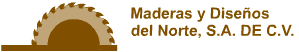 Maderas y Diseños
del Norte, S.A. DE C.V.